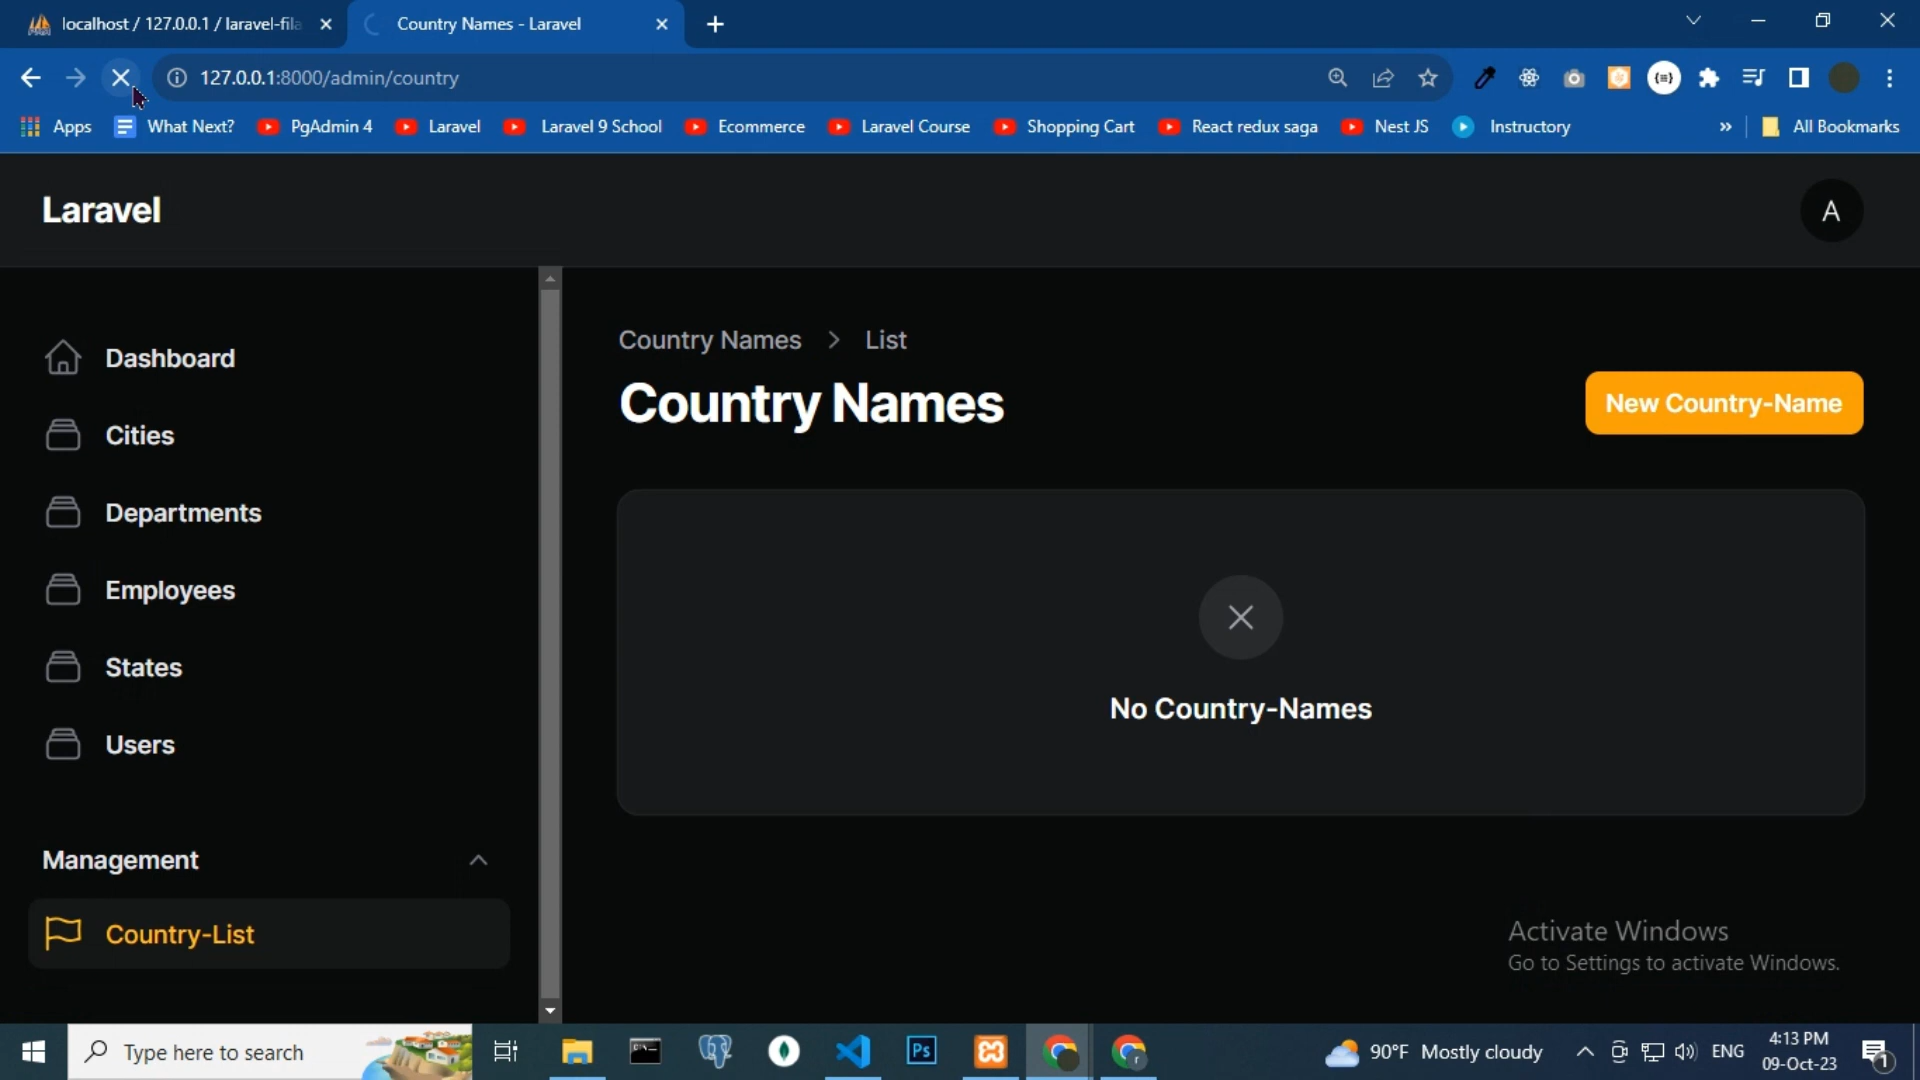 localhost / 127.0.0.1 / laravel-fila
Country Names - Laravel
127.0.0.1:8000/admin/country
Apps
What Next?
PgAdmin 4
Laravel
Laravel 9 School
Ecommerce
Laravel Course
Shopping Cart
React redux saga
Nest JS
Instructory
»
All Bookmarks
Laravel
A
Dashboard
Cities
Departments
Employees
States
Users
Management
Country-List
Country Names > List
Country Names
New Country-Name
No Country-Names
Activate Windows
Go to Settings to activate Windows.
Type here to search
Ps
r
90°F Mostly cloudy
ENG
4:13 PM
09-Oct-23
1